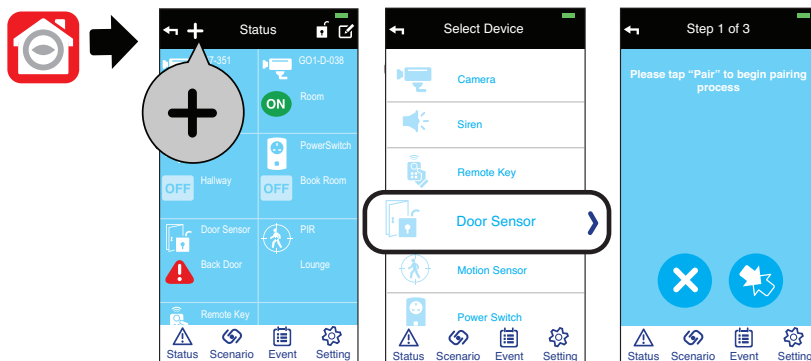 Status
7-351
GO1-D-038
ON
Room
PowerSwitch
OFF
Hallway
OFF
Book Room
Door Sensor
PIR
Back Door
Lounge
Remote Key
Status
Scenario
Event
Setting
Select Device
Camera
Siren
Remote Key
Door Sensor
Motion Sensor
Power Switch
Status
Scenario
Event
Setting
Step 1 of 3
Please tap “Pair” to begin pairing
process
Status
Scenario
Event
Setting